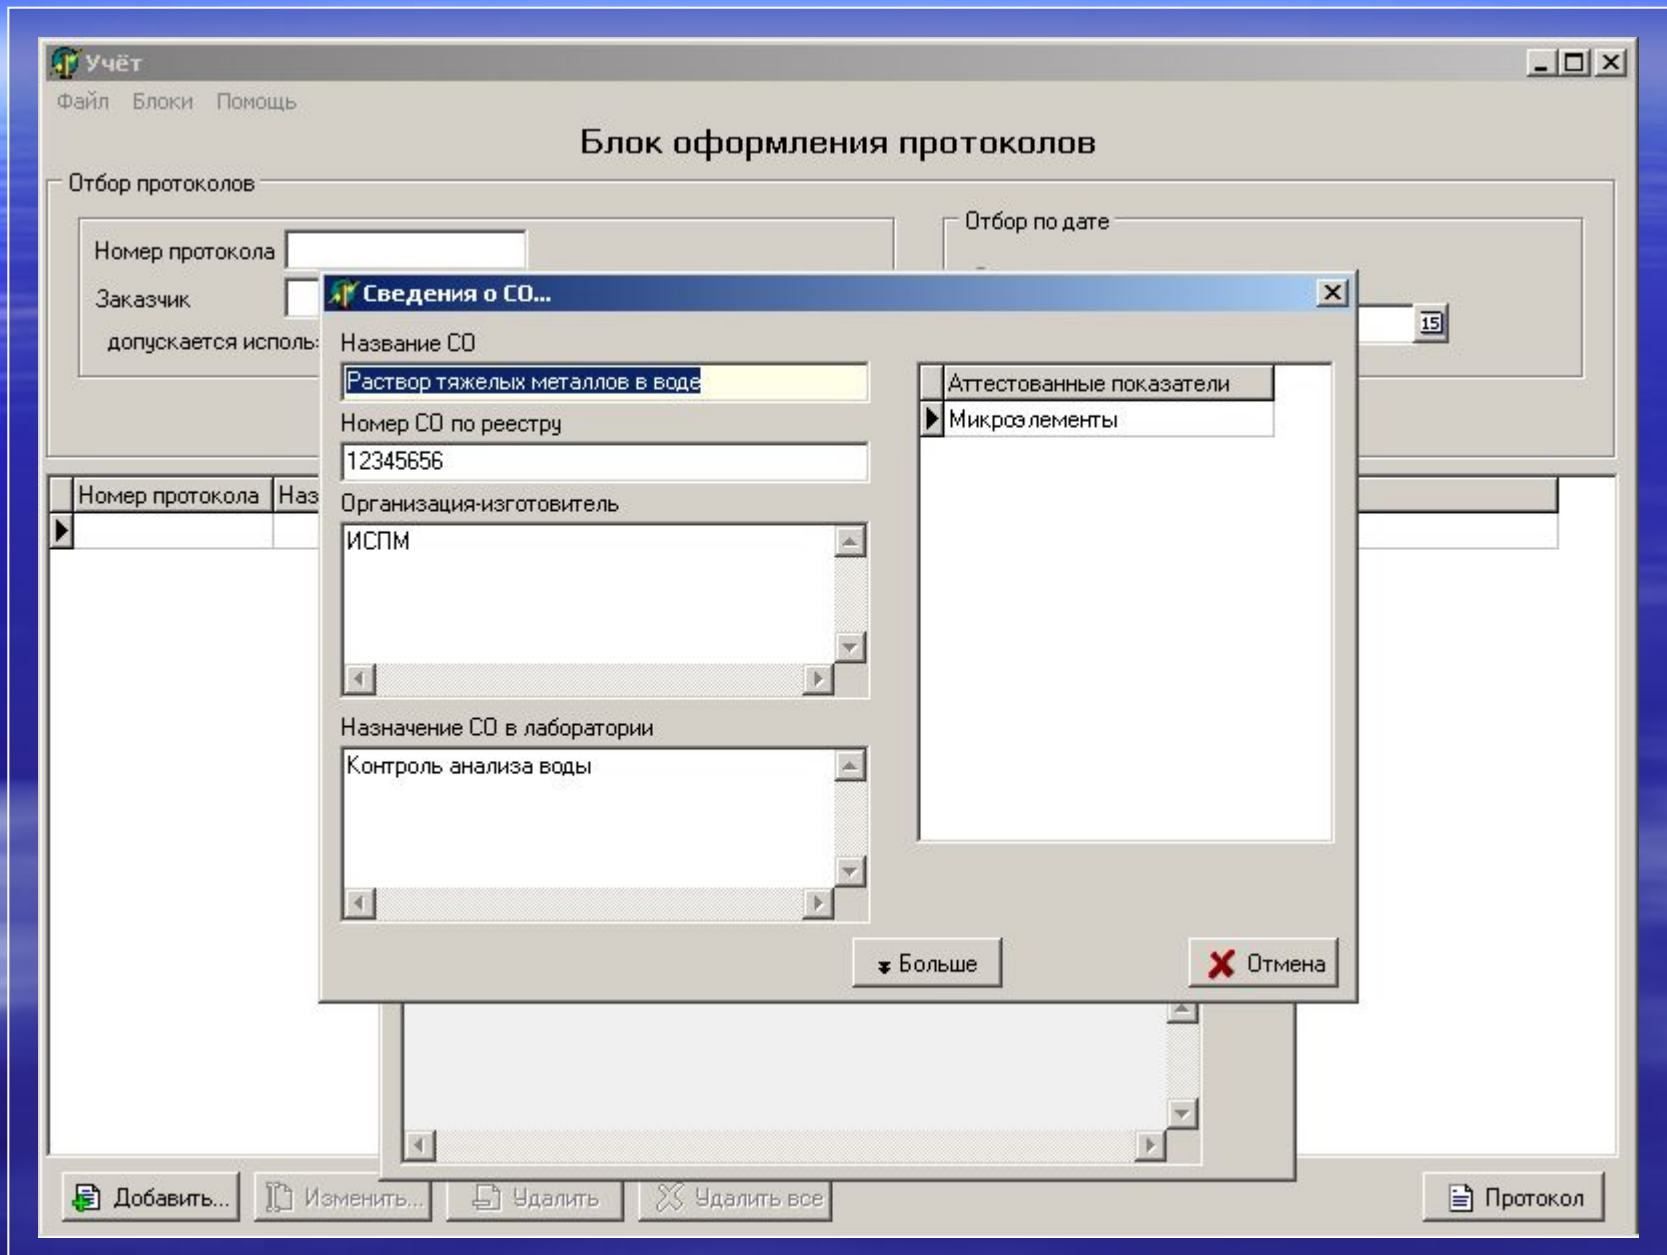 Учёт
Файл Блоки Помощь
Блок оформления протоколов
Отбор протоколов
Отбор по дате
Номер протокола
Заказчик
допускается
15
Сведения о СО...
Название СО
Раствор тяжелых металлов в воде
Номер СО по реестру
12345656
Организация-изготовитель
ИСПМ
Назначение СО в лаборатории
Контроль анализа воды
Аттестованные показатели
Микроэлементы
Больше
Отмена
Номер протокола
Добавить...
Изменить...
Удалить
Удалить все
Протокол